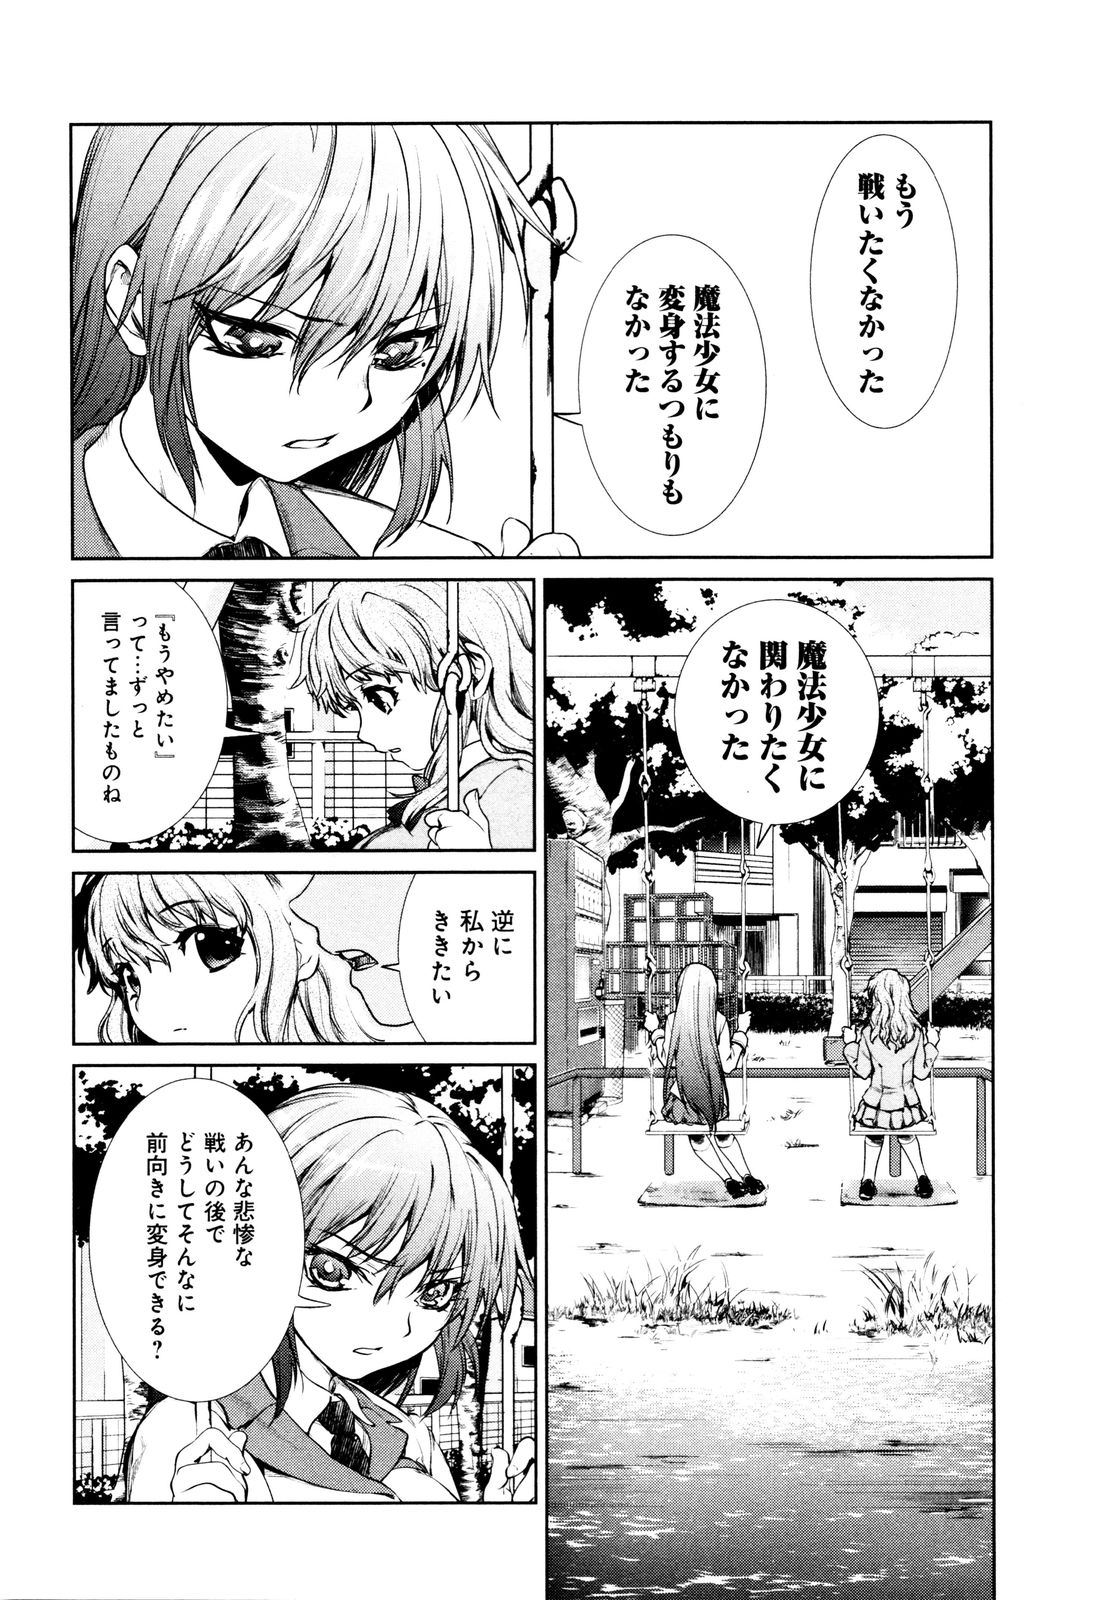 もう
戦いたくなかった
魔法少女に
変身するつもりも
なかった
魔法少女に
関わりたく
なかった
『もうやめたい』
って…ずっと
言ってましたものね
逆に
私から
ききたい
あんな悲惨な
戦いの後で
どうしてそんなに
前向きに変身できる?